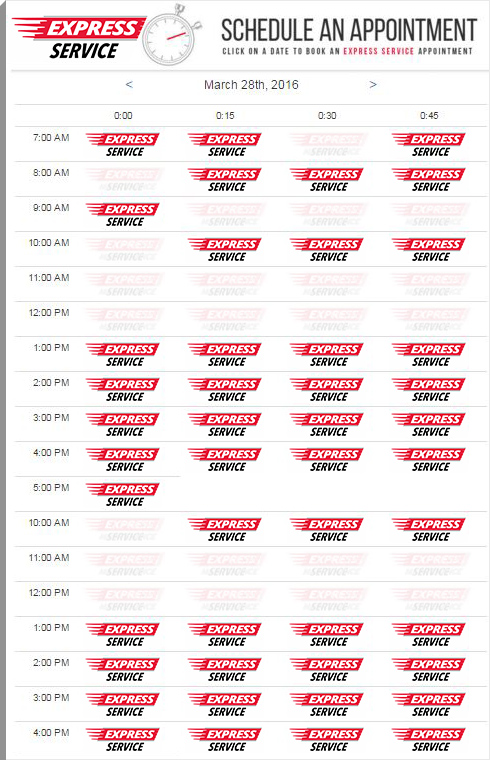 EXPRESS SERVICE
SCHEDULE AN APPOINTMENT
CLICK ON A DATE TO BOOK AN EXPRESS SERVICE APPOINTMENT
< March 28th, 2016 >
0:00 0:15 0:30 0:45
7:00 AM EXPRESS SERVICE EXPRESS SERVICE EXPRESS SERVICE EXPRESS SERVICE
8:00 AM EXPRESS SERVICE EXPRESS SERVICE EXPRESS SERVICE EXPRESS SERVICE
9:00 AM EXPRESS SERVICE EXPRESS SERVICE EXPRESS SERVICE EXPRESS SERVICE
10:00 AM EXPRESS SERVICE EXPRESS SERVICE EXPRESS SERVICE EXPRESS SERVICE
11:00 AM EXPRESS SERVICE EXPRESS SERVICE EXPRESS SERVICE EXPRESS SERVICE
12:00 PM EXPRESS SERVICE EXPRESS SERVICE EXPRESS SERVICE EXPRESS SERVICE
1:00 PM EXPRESS SERVICE EXPRESS SERVICE EXPRESS SERVICE EXPRESS SERVICE
2:00 PM EXPRESS SERVICE EXPRESS SERVICE EXPRESS SERVICE EXPRESS SERVICE
3:00 PM EXPRESS SERVICE EXPRESS SERVICE EXPRESS SERVICE EXPRESS SERVICE
4:00 PM EXPRESS SERVICE EXPRESS SERVICE EXPRESS SERVICE EXPRESS SERVICE
5:00 PM EXPRESS SERVICE
10:00 AM EXPRESS SERVICE EXPRESS SERVICE EXPRESS SERVICE EXPRESS SERVICE
11:00 AM EXPRESS SERVICE EXPRESS SERVICE EXPRESS SERVICE EXPRESS SERVICE
12:00 PM EXPRESS SERVICE EXPRESS SERVICE EXPRESS SERVICE EXPRESS SERVICE
1:00 PM EXPRESS SERVICE EXPRESS SERVICE EXPRESS SERVICE EXPRESS SERVICE
2:00 PM EXPRESS SERVICE EXPRESS SERVICE EXPRESS SERVICE EXPRESS SERVICE
3:00 PM EXPRESS SERVICE EXPRESS SERVICE EXPRESS SERVICE EXPRESS SERVICE
4:00 PM EXPRESS SERVICE EXPRESS SERVICE EXPRESS SERVICE EXPRESS SERVICE